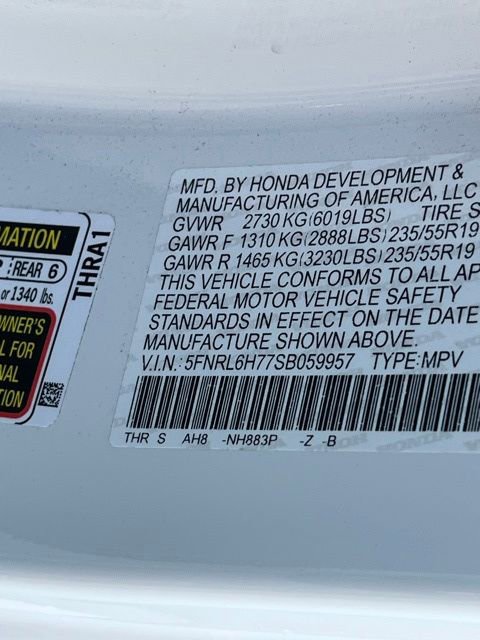 MFD. BY HONDA DEVELOPMENT &
MANUFACTURING OF AMERICA, LLC
GVWR 2730 KG(6019LBS) TIRE S
GAWR F 1310 KG(2888LBS) 235/55R19
GAWR R 1465 KG(3230LBS) 235/55R19
THIS VEHICLE CONFORMS TO ALL AP
FEDERAL MOTOR VEHICLE SAFETY
STANDARDS IN EFFECT ON THE DATE
MANUFACTURE SHOWN ABOVE.
V.I.N.: 5FNRL6H77SB059957 TYPE:MPV
THR S AH8 -NH883P -Z -B
MATION
REAR 6
or 1340 lbs.
WNER'S
L FOR
NAL
TION
THRA1